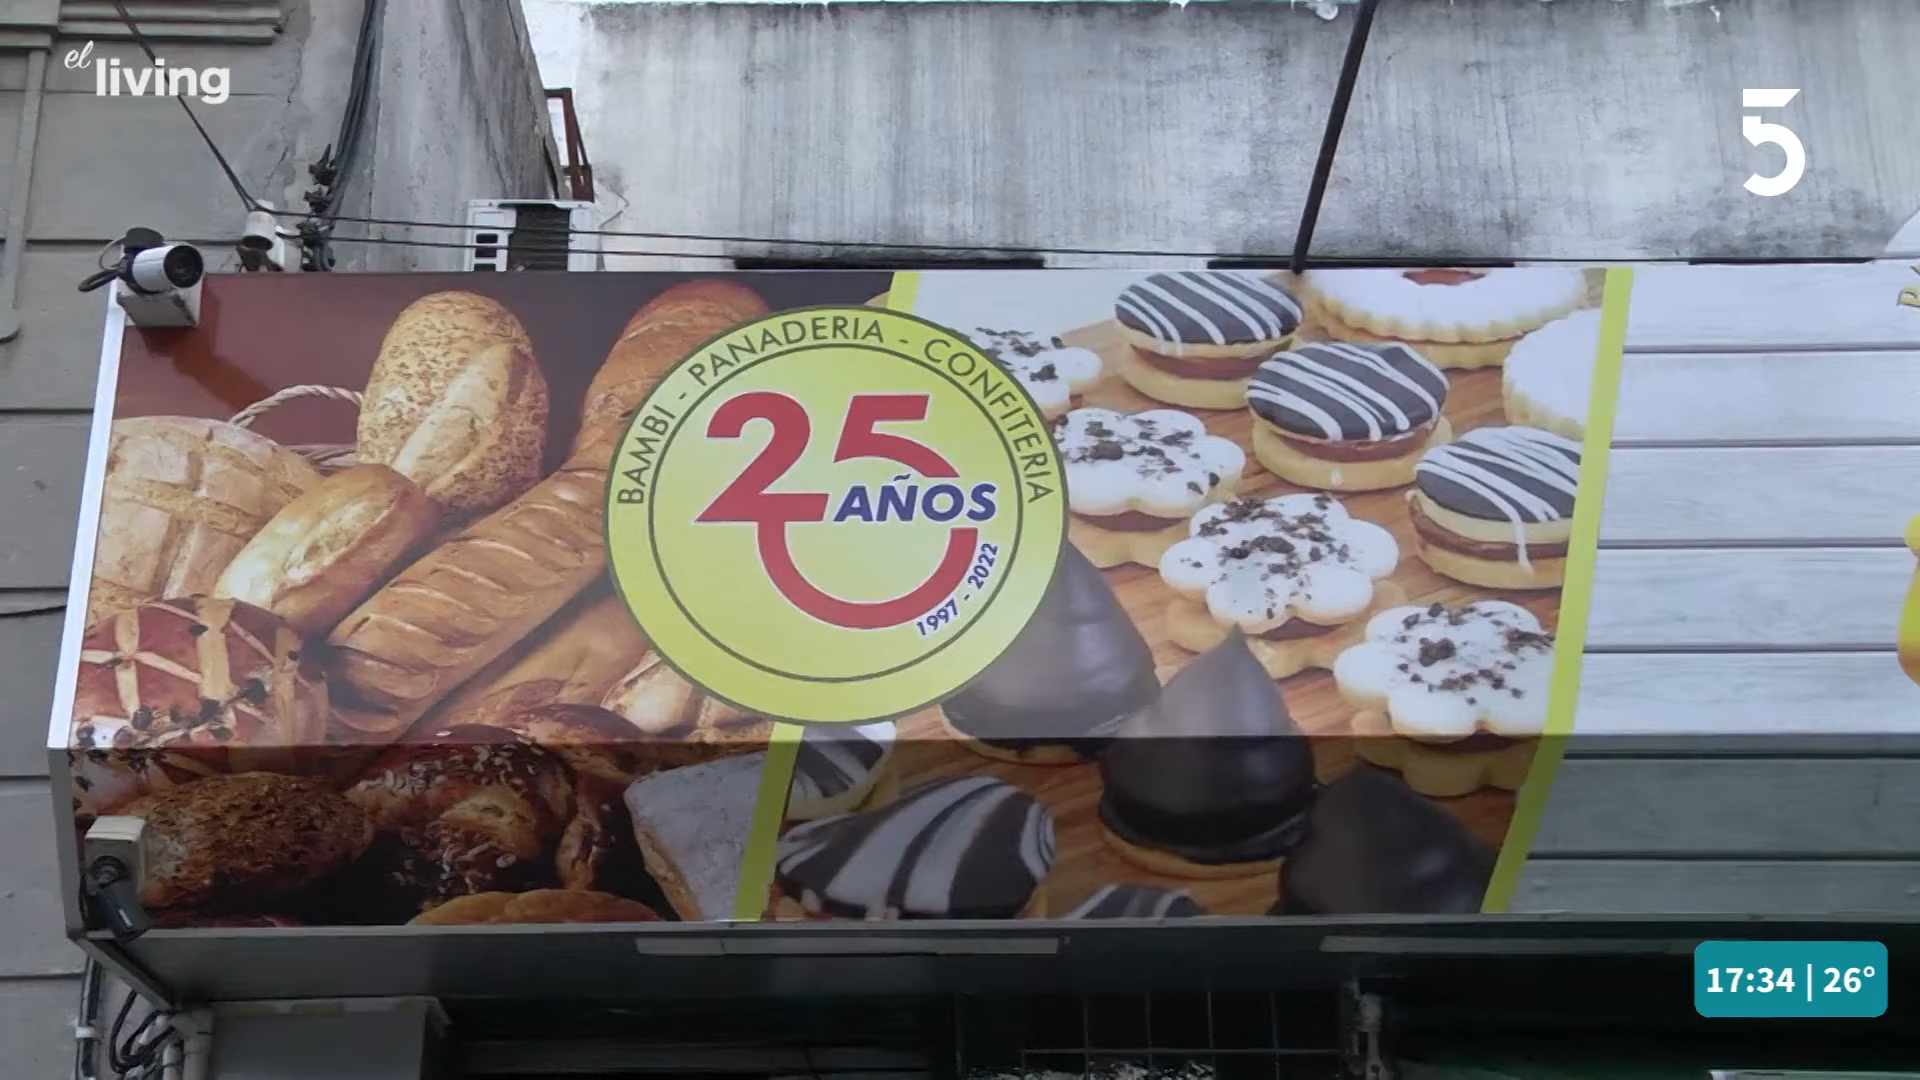 el
living
5
BAMBI - PANADERIA - CONFITERIA
25
AÑOS
1997 - 2022
17:34 | 26°